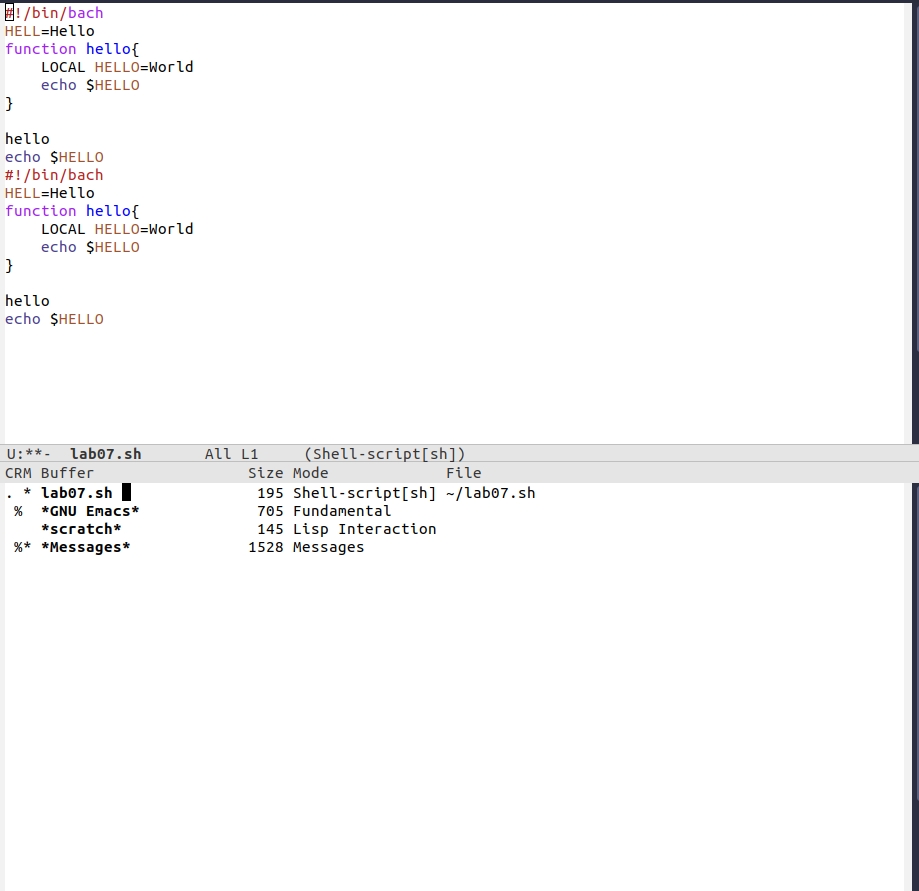 #!/bin/bach
HELL=Hello
function hello{
    LOCAL HELLO=World
    echo $HELLO
}

hello
echo $HELLO
#!/bin/bach
HELL=Hello
function hello{
    LOCAL HELLO=World
    echo $HELLO
}

hello
echo $HELLO
U:**-  lab07.sh       All L1     (Shell-script[sh])
CRM Buffer                 Size Mode             File
. * lab07.sh                195 Shell-script[sh] ~/lab07.sh
 %  *GNU Emacs*             705 Fundamental
    *scratch*               145 Lisp Interaction
 %* *Messages*             1528 Messages